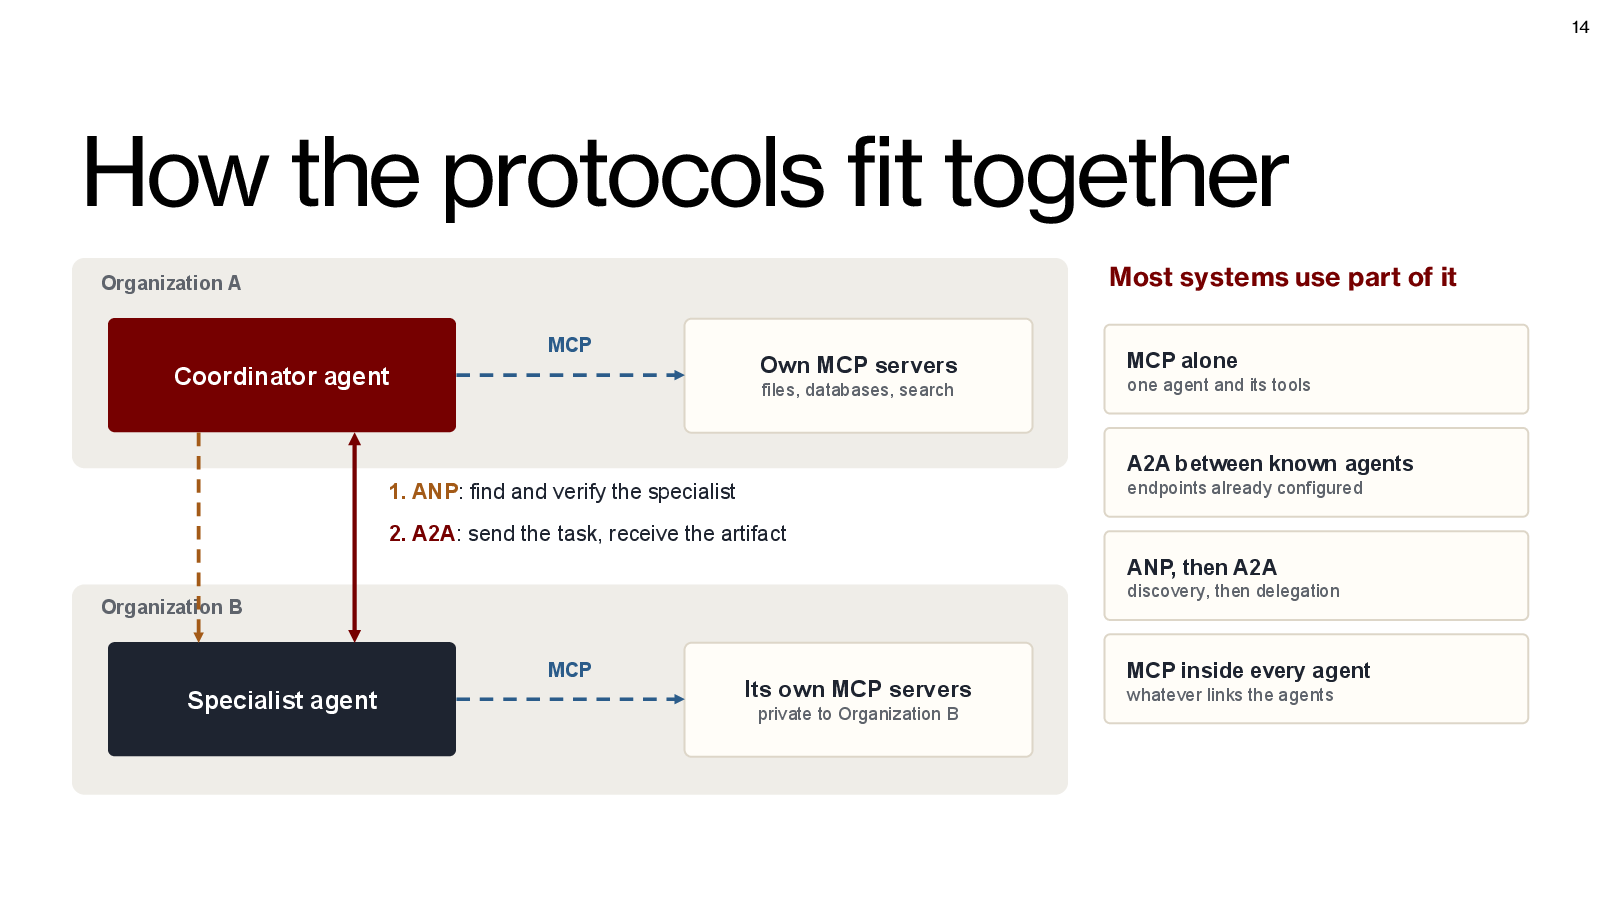 14
How the protocols fit together
Organization A
Coordinator agent
MCP
Own MCP servers
files, databases, search
1. ANP: find and verify the specialist
2. A2A: send the task, receive the artifact
Organization B
Specialist agent
MCP
Its own MCP servers
private to Organization B
Most systems use part of it
MCP alone
one agent and its tools
A2A between known agents
endpoints already configured
ANP, then A2A
discovery, then delegation
MCP inside every agent
whatever links the agents